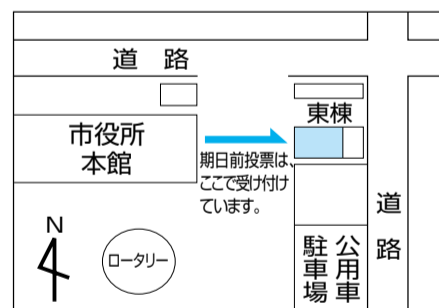 道 路
東棟
市役所
本館
期日前投票は、
ここで受け付け
ています。
道
路
N
ロータリー
公用車
駐車場